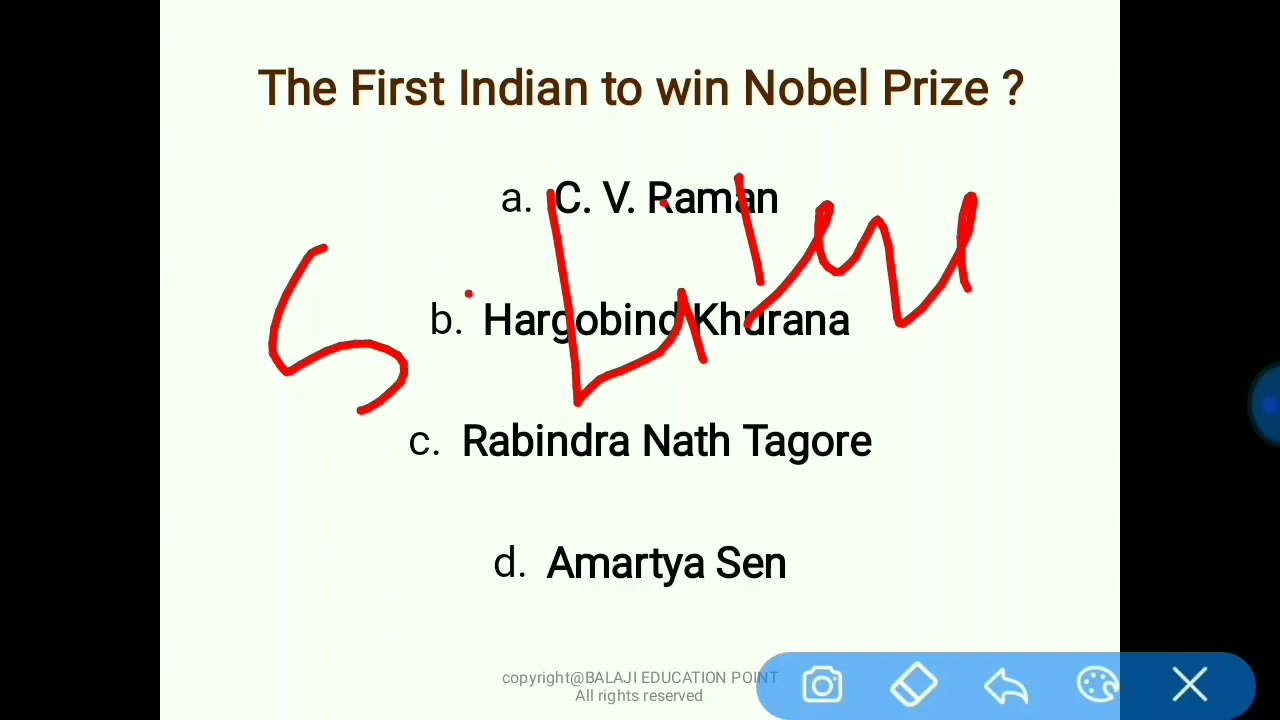 The First Indian to win Nobel Prize ?
a. C. V. Raman
b. Hargobind Khurana
c. Rabindra Nath Tagore
d. Amartya Sen
copyright@BALAJI EDUCATION POINT
All rights reserved